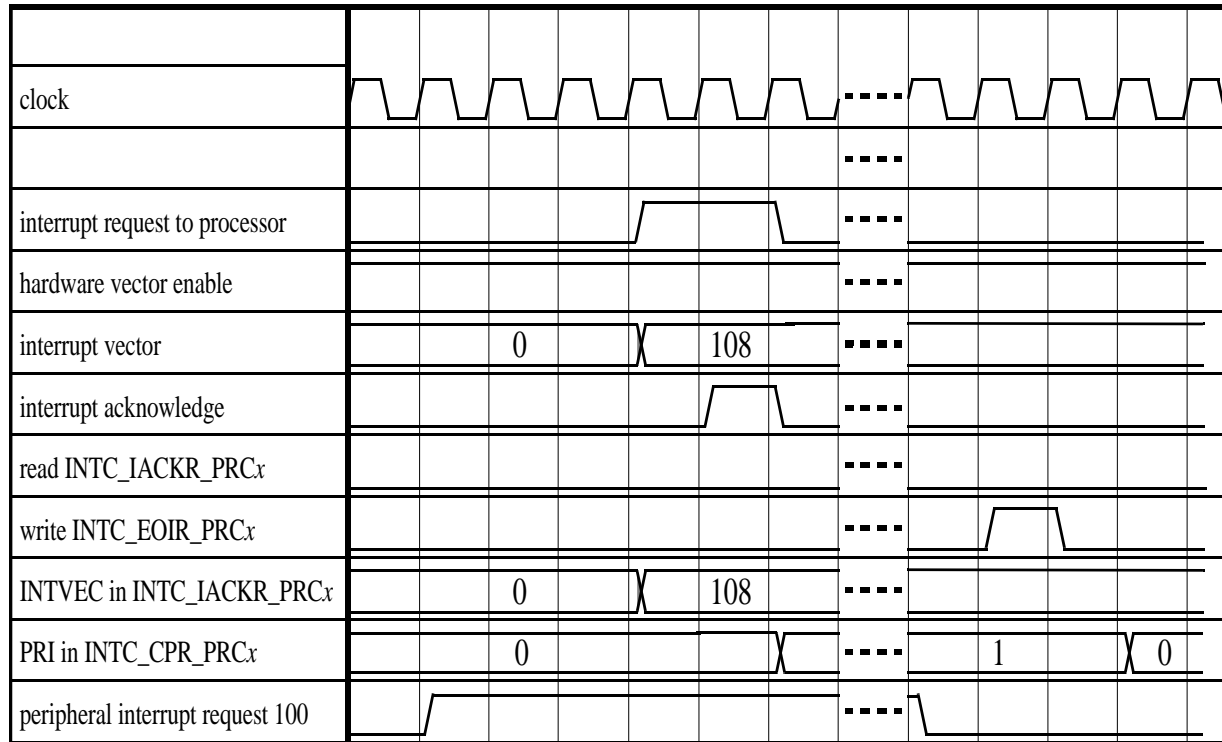 clock
interrupt request to processor
hardware vector enable
interrupt vector 0 108
interrupt acknowledge
read INTC_IACKR_PRCx
write INTC_EOIR_PRCx
INTVEC in INTC_IACKR_PRCx 0 108
PRI in INTC_CPR_PRCx 0 1 0
peripheral interrupt request 100